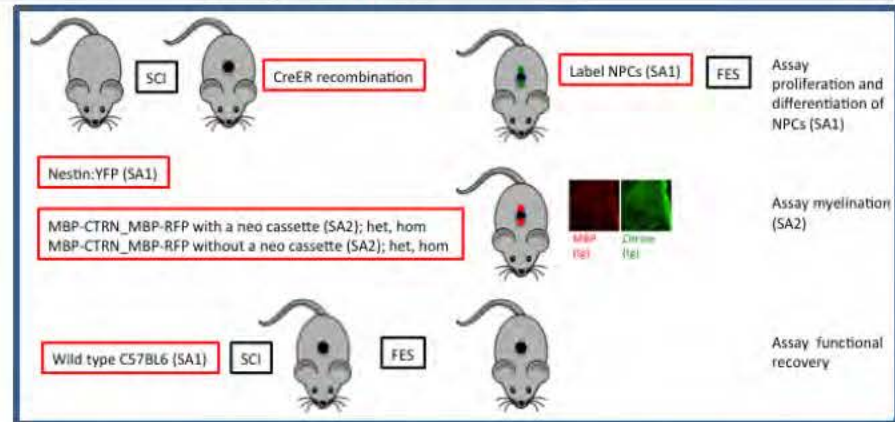 SCI
CreER recombination
Label NPCs (SA1)
FES
Assay
proliferation and
differentiation of
NPCs (SA1)
Nestin:YFP (SA1)
MBP-CTRN_MBP-RFP with a neo cassette (SA2); het, hom
MBP-CTRN_MBP-RFP without a neo cassette (SA2); het, hom
MBP
(Ig)
Citrine
(Ig)
Assay myelination
(SA2)
Wild type C57BL6 (SA1)
SCI
FES
Assay functional
recovery